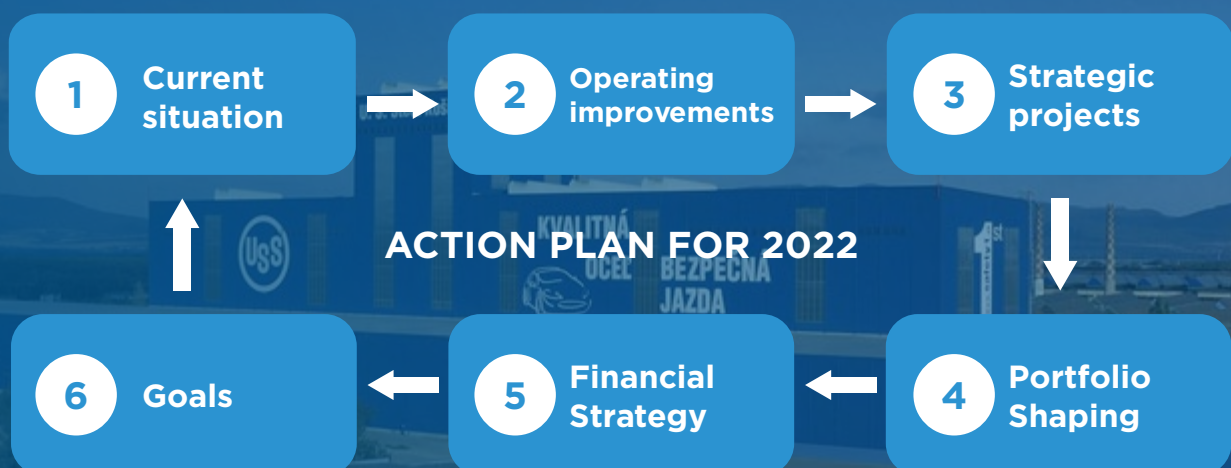 1
Current
situation
2
Operating
improvements
3
Strategic
projects
ACTION PLAN FOR 2022
USS
KVALITNÁ
OCEĽ
BEZPEČNÁ
JAZDA
6
Goals
5
Financial
Strategy
4
Portfolio
Shaping